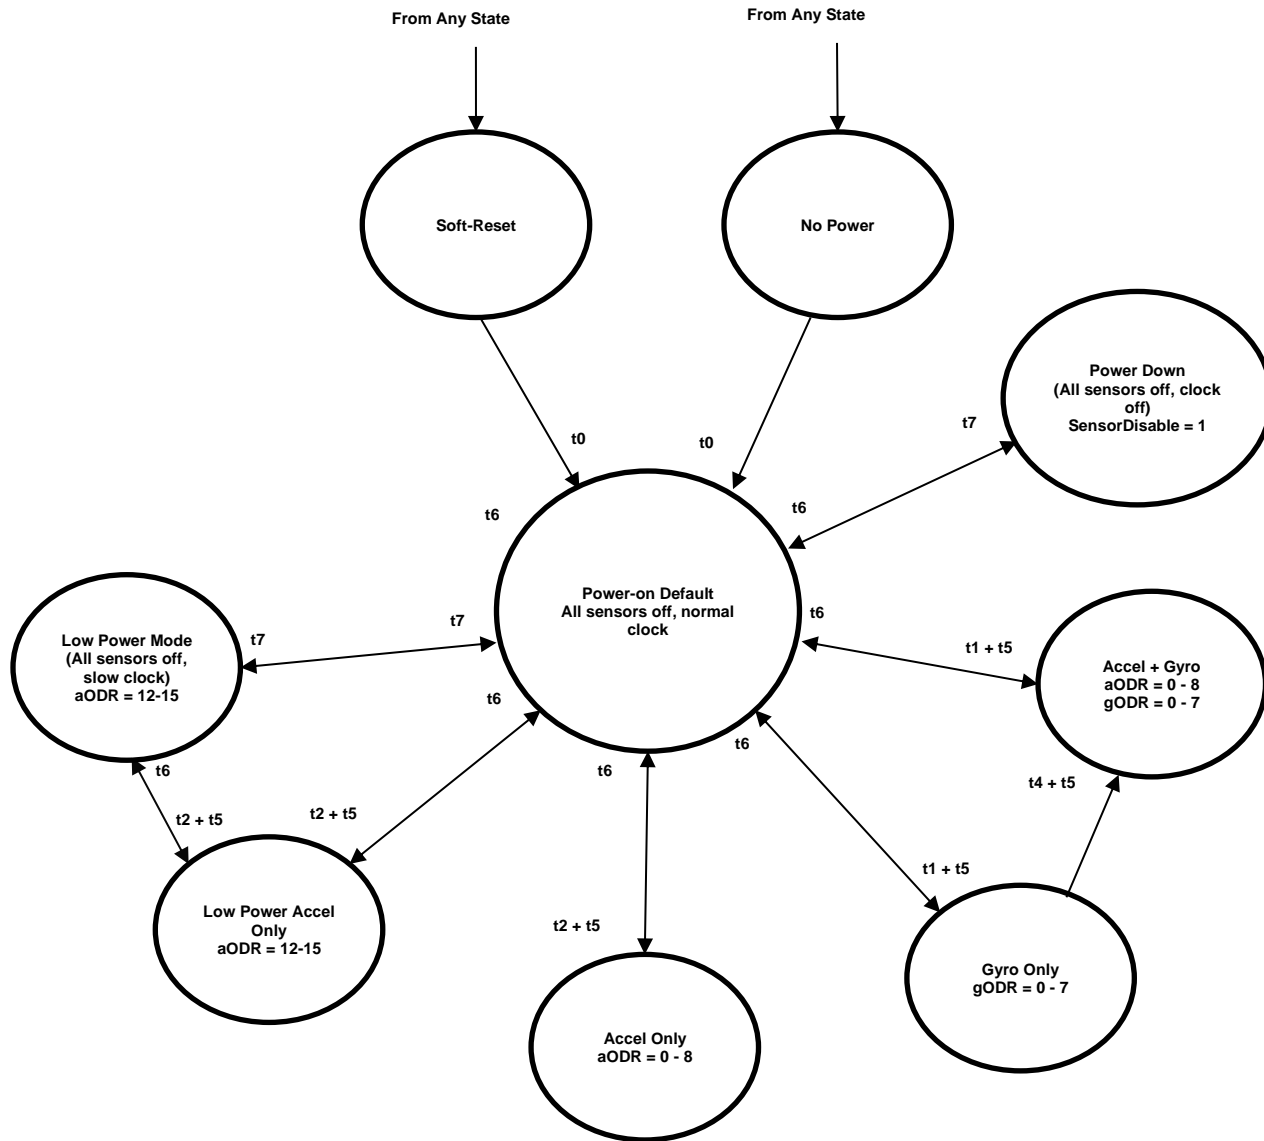 From Any State
From Any State
Soft-Reset
No Power
Power Down
(All sensors off, clock
off)
SensorDisable = 1
t7
t0
t0
t6
t6
Power-on Default
All sensors off, normal
clock
t6
Low Power Mode
(All sensors off,
slow clock)
aODR = 12-15
t7
t7
t1 + t5
Accel + Gyro
aODR = 0 - 8
gODR = 0 - 7
t6
t6
t6
t6
t4 + t5
t2 + t5
t2 + t5
t1 + t5
Low Power Accel
Only
aODR = 12-15
t2 + t5
Gyro Only
gODR = 0 - 7
Accel Only
aODR = 0 - 8